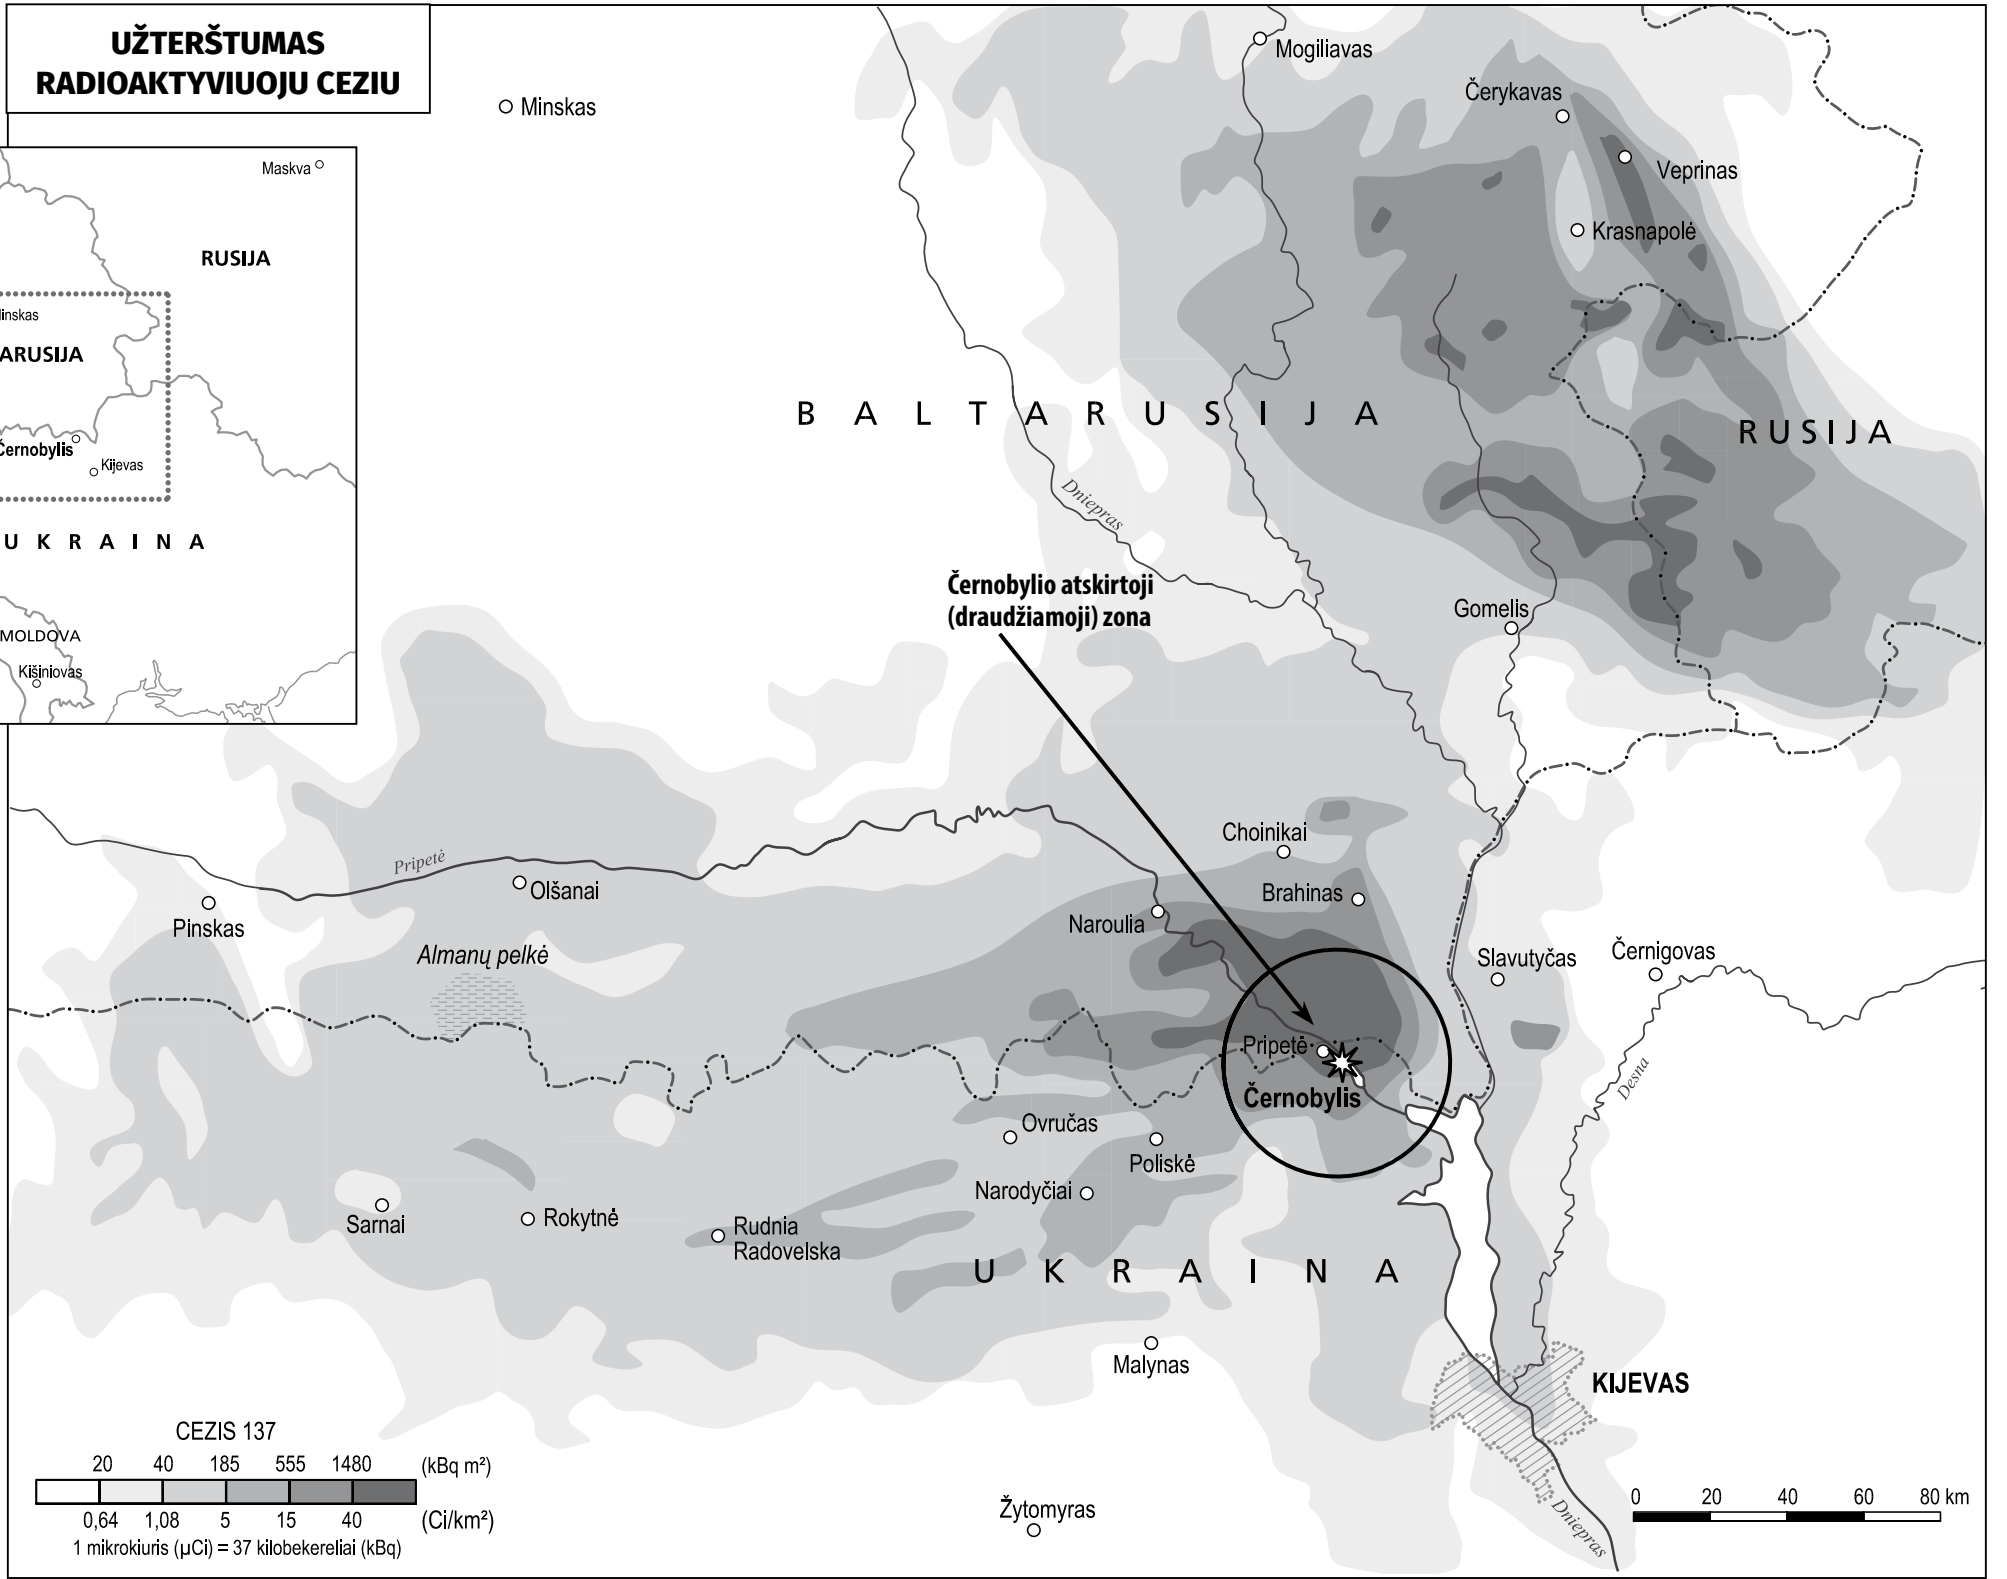 UŽTERŠTUMAS
RADIOAKTYVIUOJU CEZIU
Minskas
Mogiliavas
Čerykavas
Veprinas
Krasnapolė
Maskva
RUSIJA
inskas
ARUSIJA
Černobylis
Kijevas
UKRAINA
MOLDOVA
Kišiniovas
BALTARUSIJA
RUSIJA
Dniepras
Černobylio atskirtoji
(draudžiamoji) zona
Gomelis
Choinikai
Pripetė
Olšanai
Brahinas
Pinskas
Naroulia
Almanų pelkė
Slavutyčas
Černigovas
Pripetė
Desna
Černobylis
Ovručas
Poliskė
Narodyčiai
Sarnai
Rokytnė
Rudnia
Radovelska
UKRAINA
Malynas
KIJEVAS
CEZIS 137
20 40 185 555 1480 (kBq m²)
0,64 1,08 5 15 40 (Ci/km²)
1 mikrokiuris (µCi) = 37 kilobekereliai (kBq)
Žytomyras
Dniepras
0 20 40 60 80 km